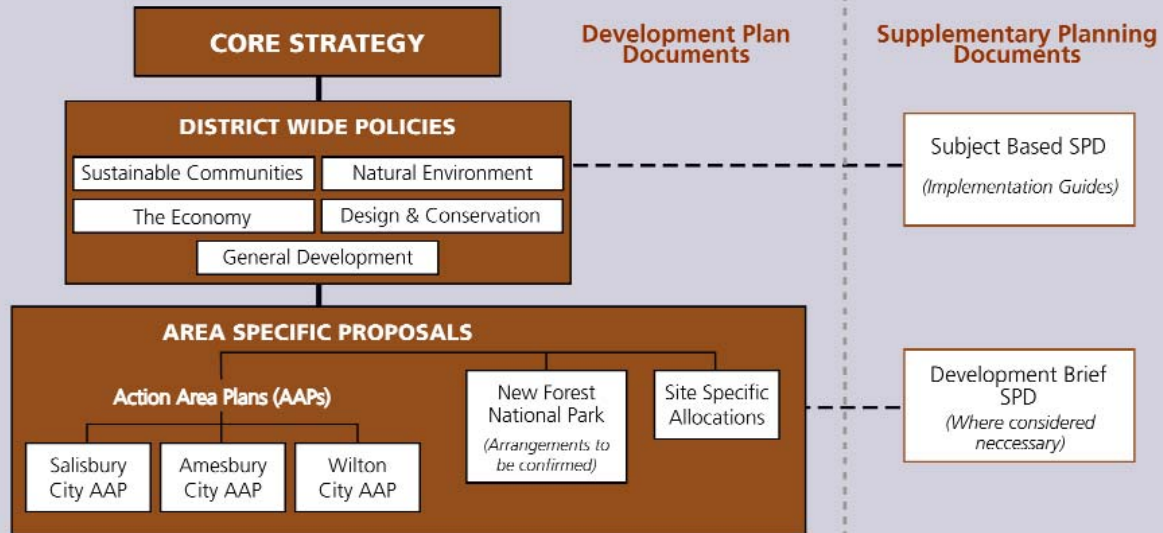 CORE STRATEGY
Development Plan
Documents
Supplementary Planning
Documents
DISTRICT WIDE POLICIES
Sustainable Communities
Natural Environment
The Economy
Design & Conservation
General Development
Subject Based SPD
(Implementation Guides)
AREA SPECIFIC PROPOSALS
Action Area Plans (AAPs)
Salisbury
City AAP
Amesbury
City AAP
Wilton
City AAP
New Forest
National Park
(Arrangements to
be confirmed)
Site Specific
Allocations
Development Brief
SPD
(Where considered
neccessary)